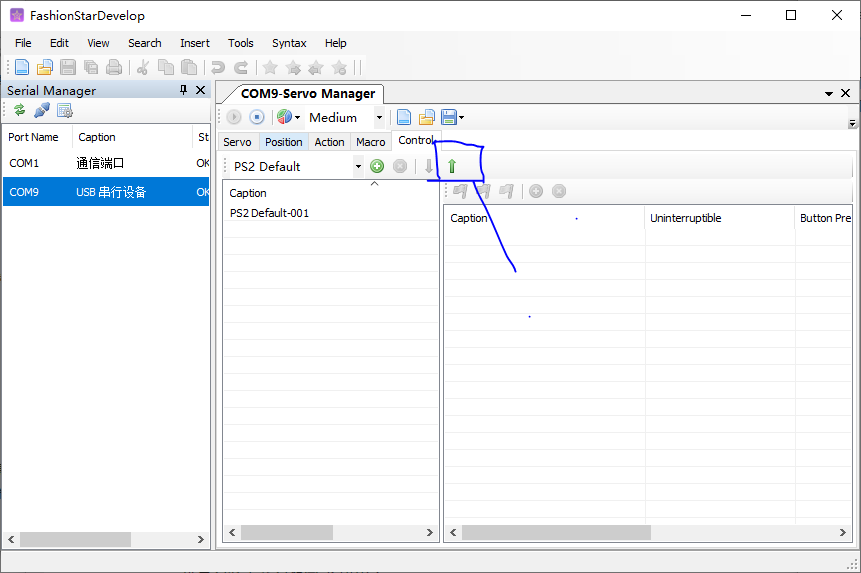 FashionStarDevelop
File Edit View Search Insert Tools Syntax Help
Serial Manager
COM9-Servo Manager
Medium
Port Name Caption St
Servo Position Action Macro Control
COM1 通信端口 OK
PS2 Default
COM9 USB 串行设备 OK
Caption
PS2 Default-001
Caption Uninterruptible Button Pre